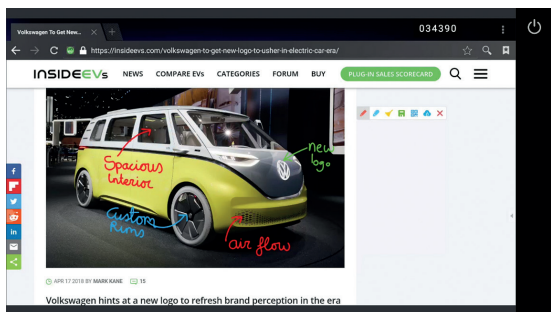 Volkswagen To Get New...
034390
https://insideevs.com/volkswagen-to-get-new-logo-to-usher-in-electric-car-era/
INSIDEEVs NEWS COMPARE EVs CATEGORIES FORUM BUY PLUG-IN SALES SCORECARD
new
logo
Spacious
Interior
Custom
Rims
air flow
APR 17 2018 BY MARK KANE 15
Volkswagen hints at a new logo to refresh brand perception in the era